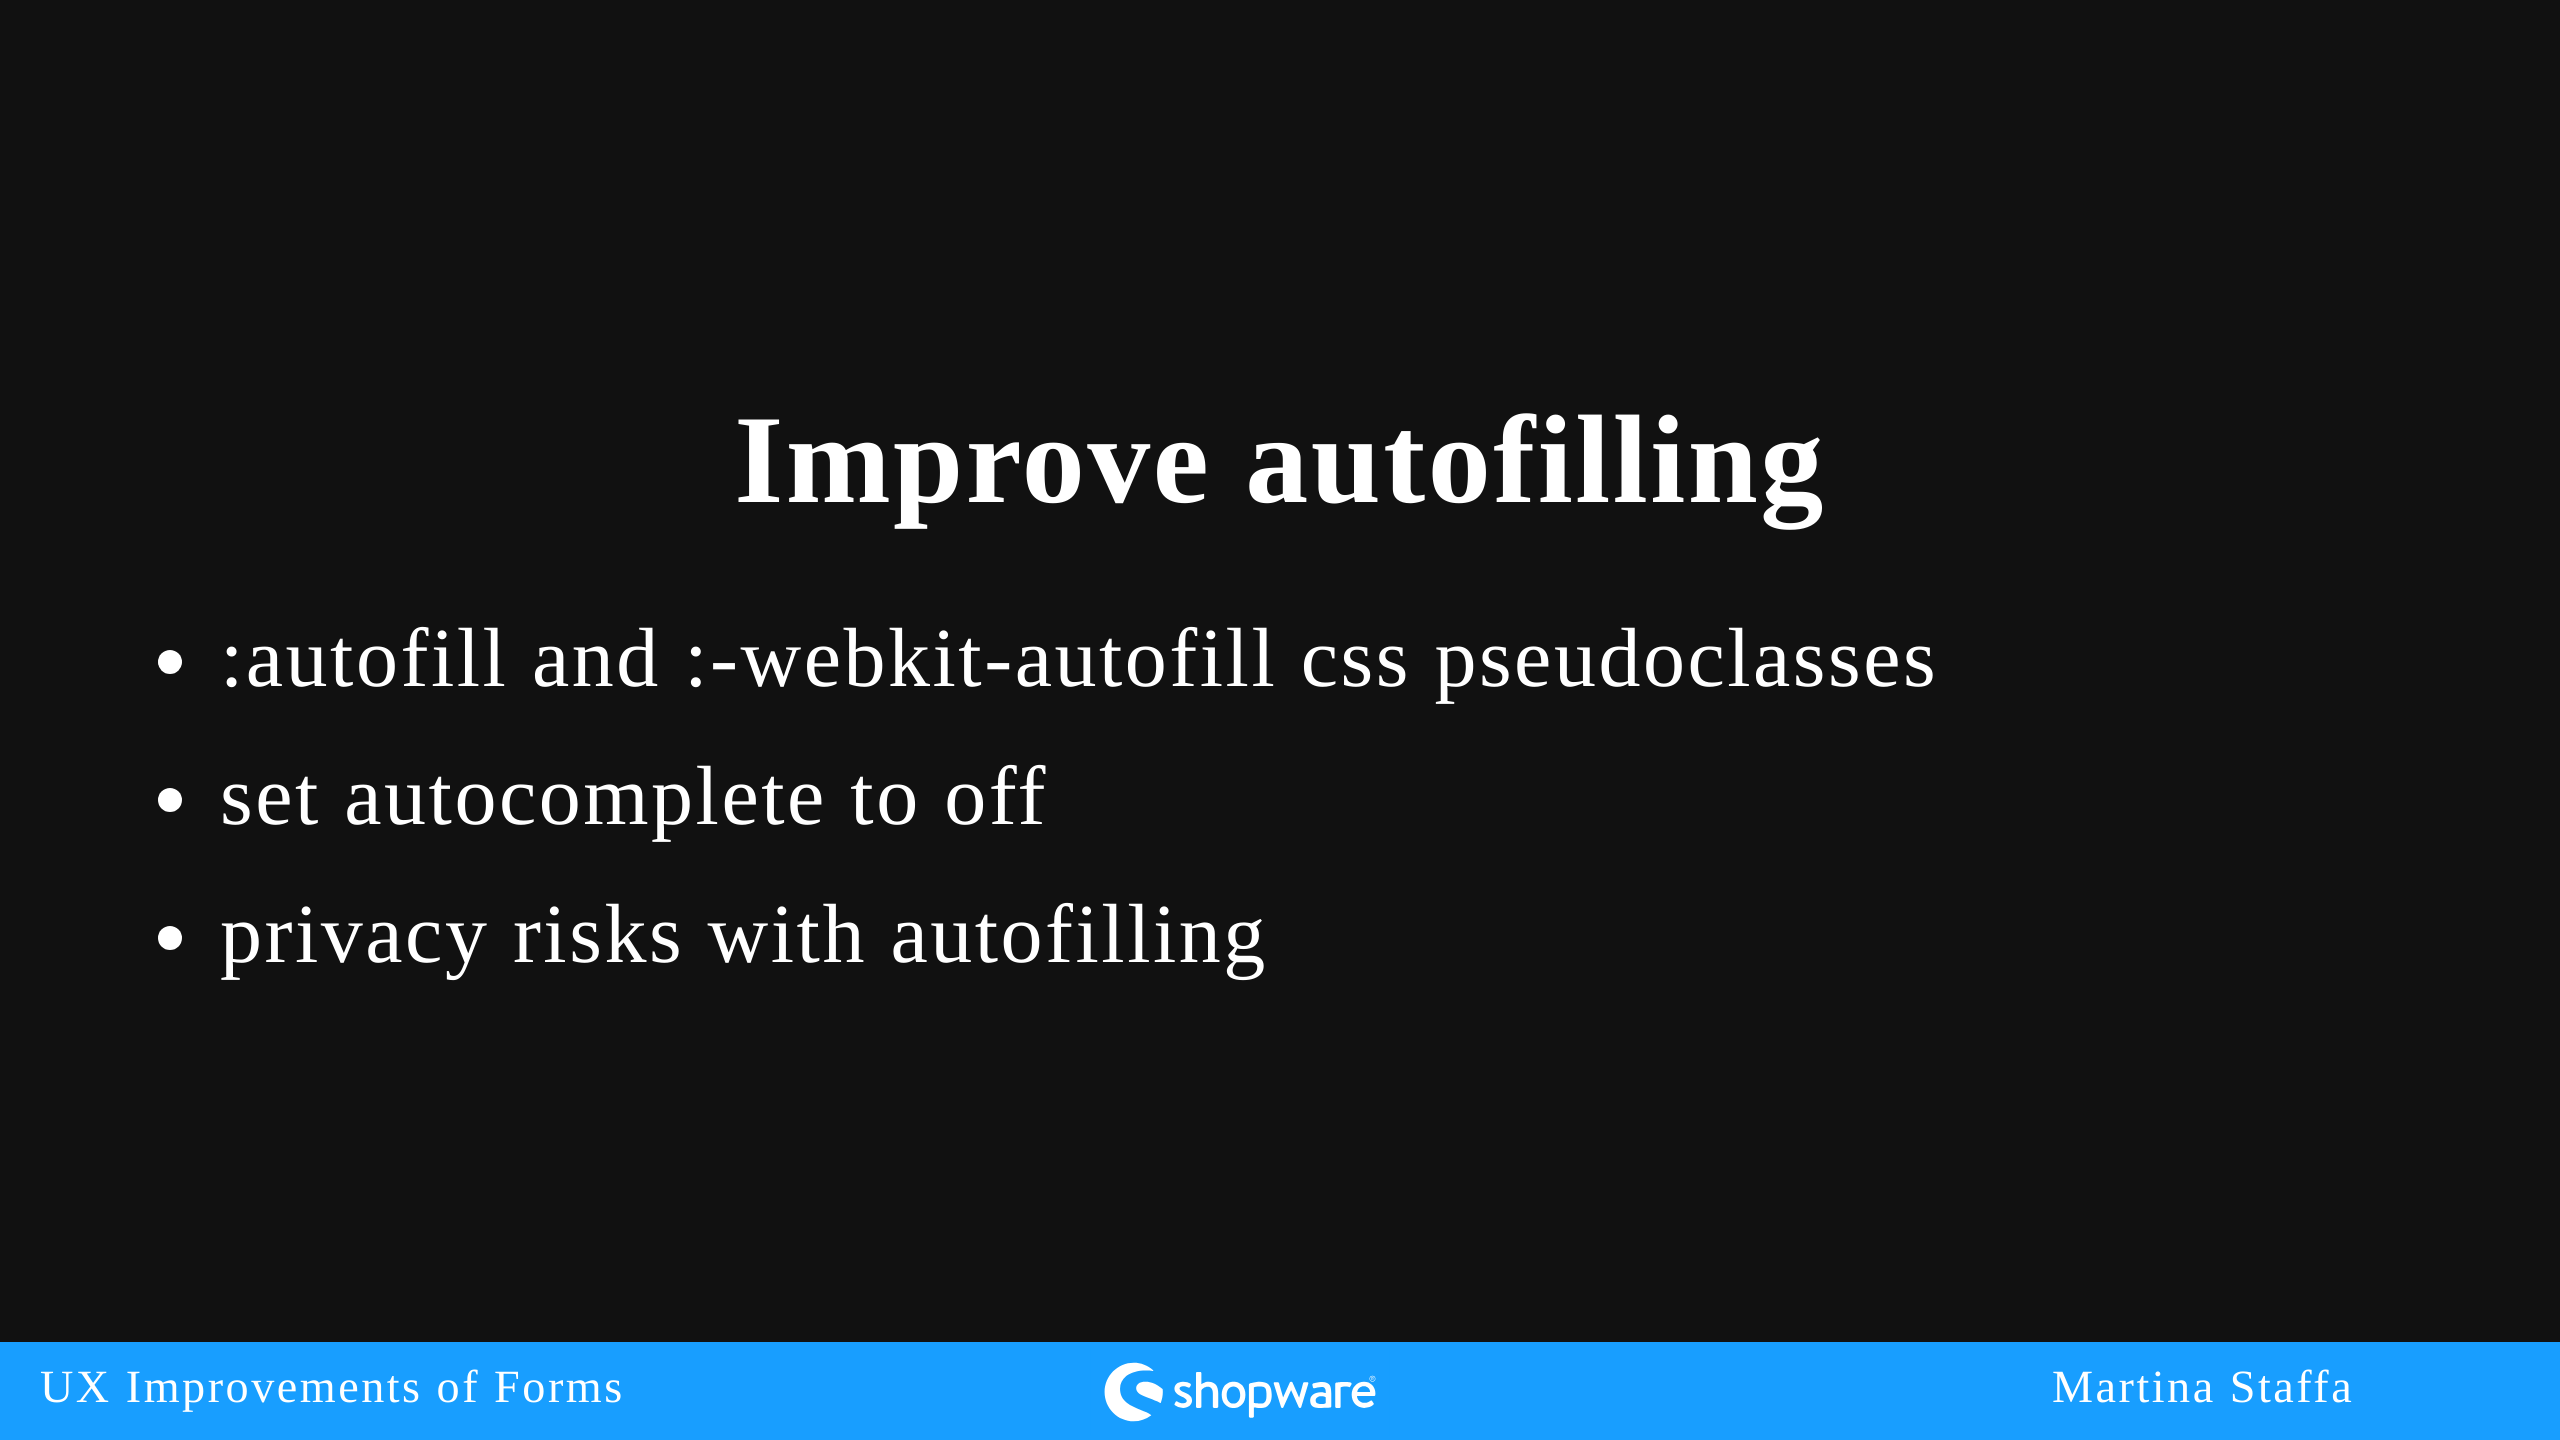 Improve autofilling
:autofill and :-webkit-autofill css pseudoclasses
set autocomplete to off
privacy risks with autofilling
UX Improvements of Forms
shopware®
Martina Staffa